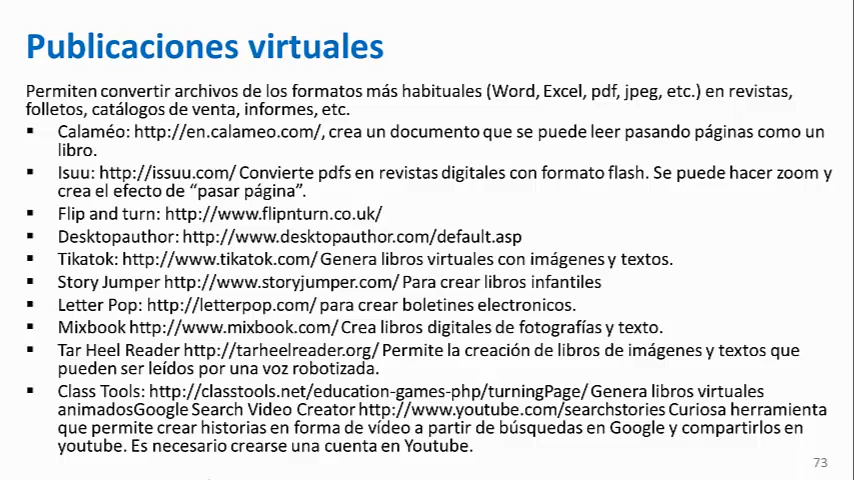 Publicaciones virtuales
Permiten convertir archivos de los formatos más habituales (Word, Excel, pdf, jpeg, etc.) en revistas,
folletos, catálogos de venta, informes, etc.
▪ Calaméo: http://en.calameo.com/, crea un documento que se puede leer pasando páginas como un
libro.
▪ Isuu: http://issuu.com/ Convierte pdfs en revistas digitales con formato flash. Se puede hacer zoom y
crea el efecto de “pasar página”.
▪ Flip and turn: http://www.flipnturn.co.uk/
▪ Desktopauthor: http://www.desktopauthor.com/default.asp
▪ Tikatok: http://www.tikatok.com/ Genera libros virtuales con imágenes y textos.
▪ Story Jumper http://www.storyjumper.com/ Para crear libros infantiles
▪ Letter Pop: http://letterpop.com/ para crear boletines electronicos.
▪ Mixbook http://www.mixbook.com/ Crea libros digitales de fotografías y texto.
▪ Tar Heel Reader http://tarheelreader.org/ Permite la creación de libros de imágenes y textos que
pueden ser leídos por una voz robotizada.
▪ Class Tools: http://classtools.net/education-games-php/turningPage/ Genera libros virtuales
animadosGoogle Search Video Creator http://www.youtube.com/searchstories Curiosa herramienta
que permite crear historias en forma de vídeo a partir de búsquedas en Google y compartirlos en
youtube. Es necesario crearse una cuenta en Youtube.
73